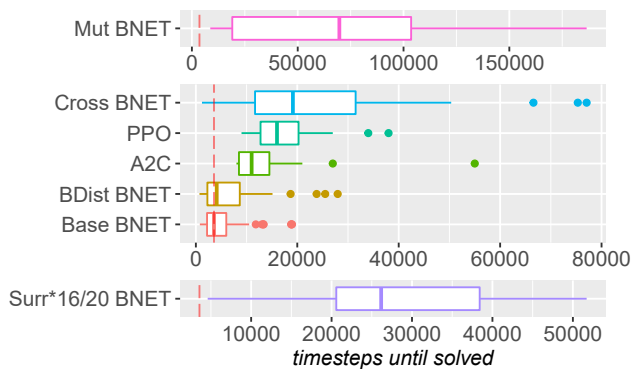 Mut BNET
0 50000 100000 150000
Cross BNET
PPO
A2C
BDist BNET
Base BNET
0 20000 40000 60000 80000
Surr*16/20 BNET
10000 20000 30000 40000 50000
timesteps until solved